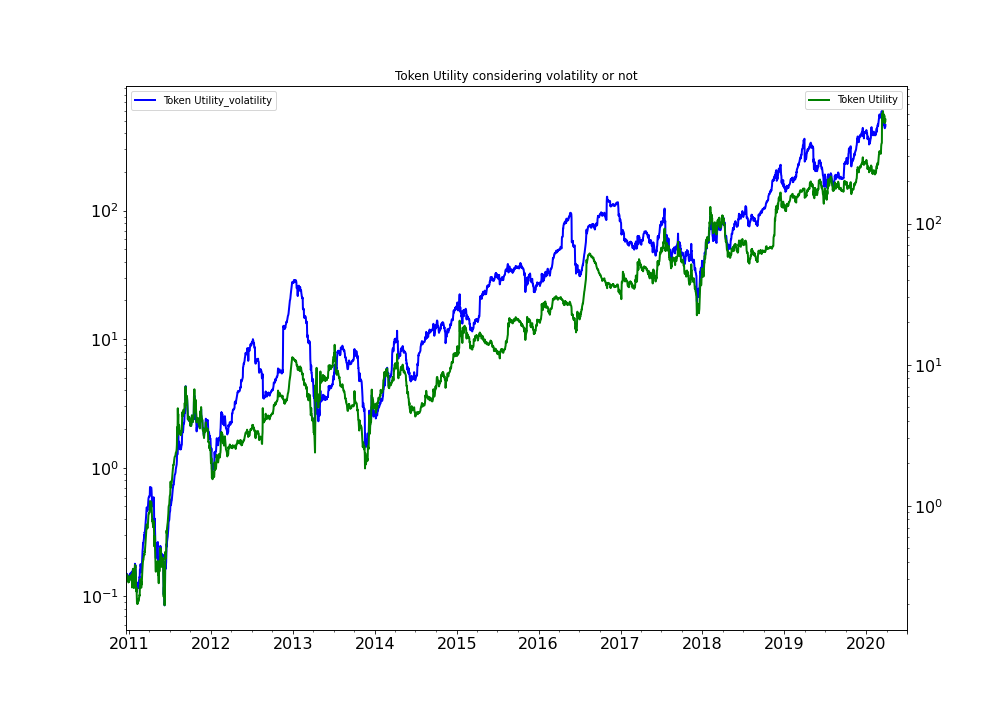 Token Utility considering volatility or not
Token Utility_volatility
Token Utility
10²
10¹
10⁰
10⁻¹
10²
10¹
10⁰
2011 2012 2013 2014 2015 2016 2017 2018 2019 2020